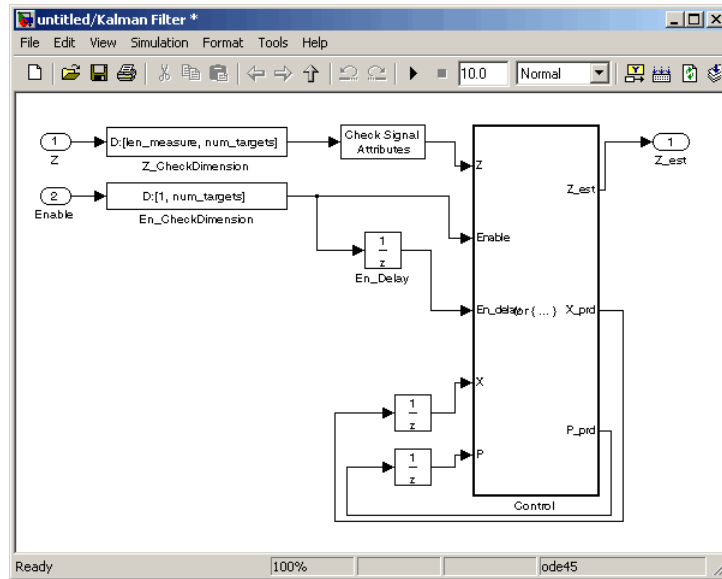 untitled/Kalman Filter *
File Edit View Simulation Format Tools Help
10.0 Normal
1
Z
D:[len_measure, num_targets]
Z_CheckDimension
Check Signal
Attributes
Z
1
Z_est
Z_est
2
Enable
D:[1, num_targets]
En_CheckDimension
Enable
1
z
En_Delay
En_delay
for { ... }
X_prd
1
z
X
P_prd
1
z
P
Control
Ready 100% ode45